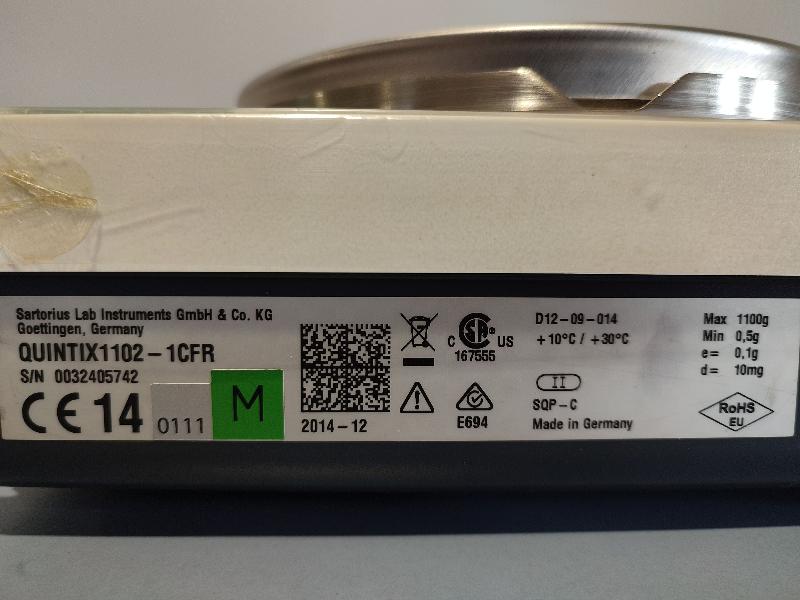 Sartorius Lab Instruments GmbH & Co. KG
Goettingen, Germany
QUINTIX1102-1CFR
S/N 0032405742
CE 14
0111
M
2014-12
C
SA
US
167555
E694
D12-09-014
+10°C / +30°C
II
SQP-C
Made in Germany
Max 1100g
Min 0,5g
e= 0,1g
d= 10mg
RoHS
EU